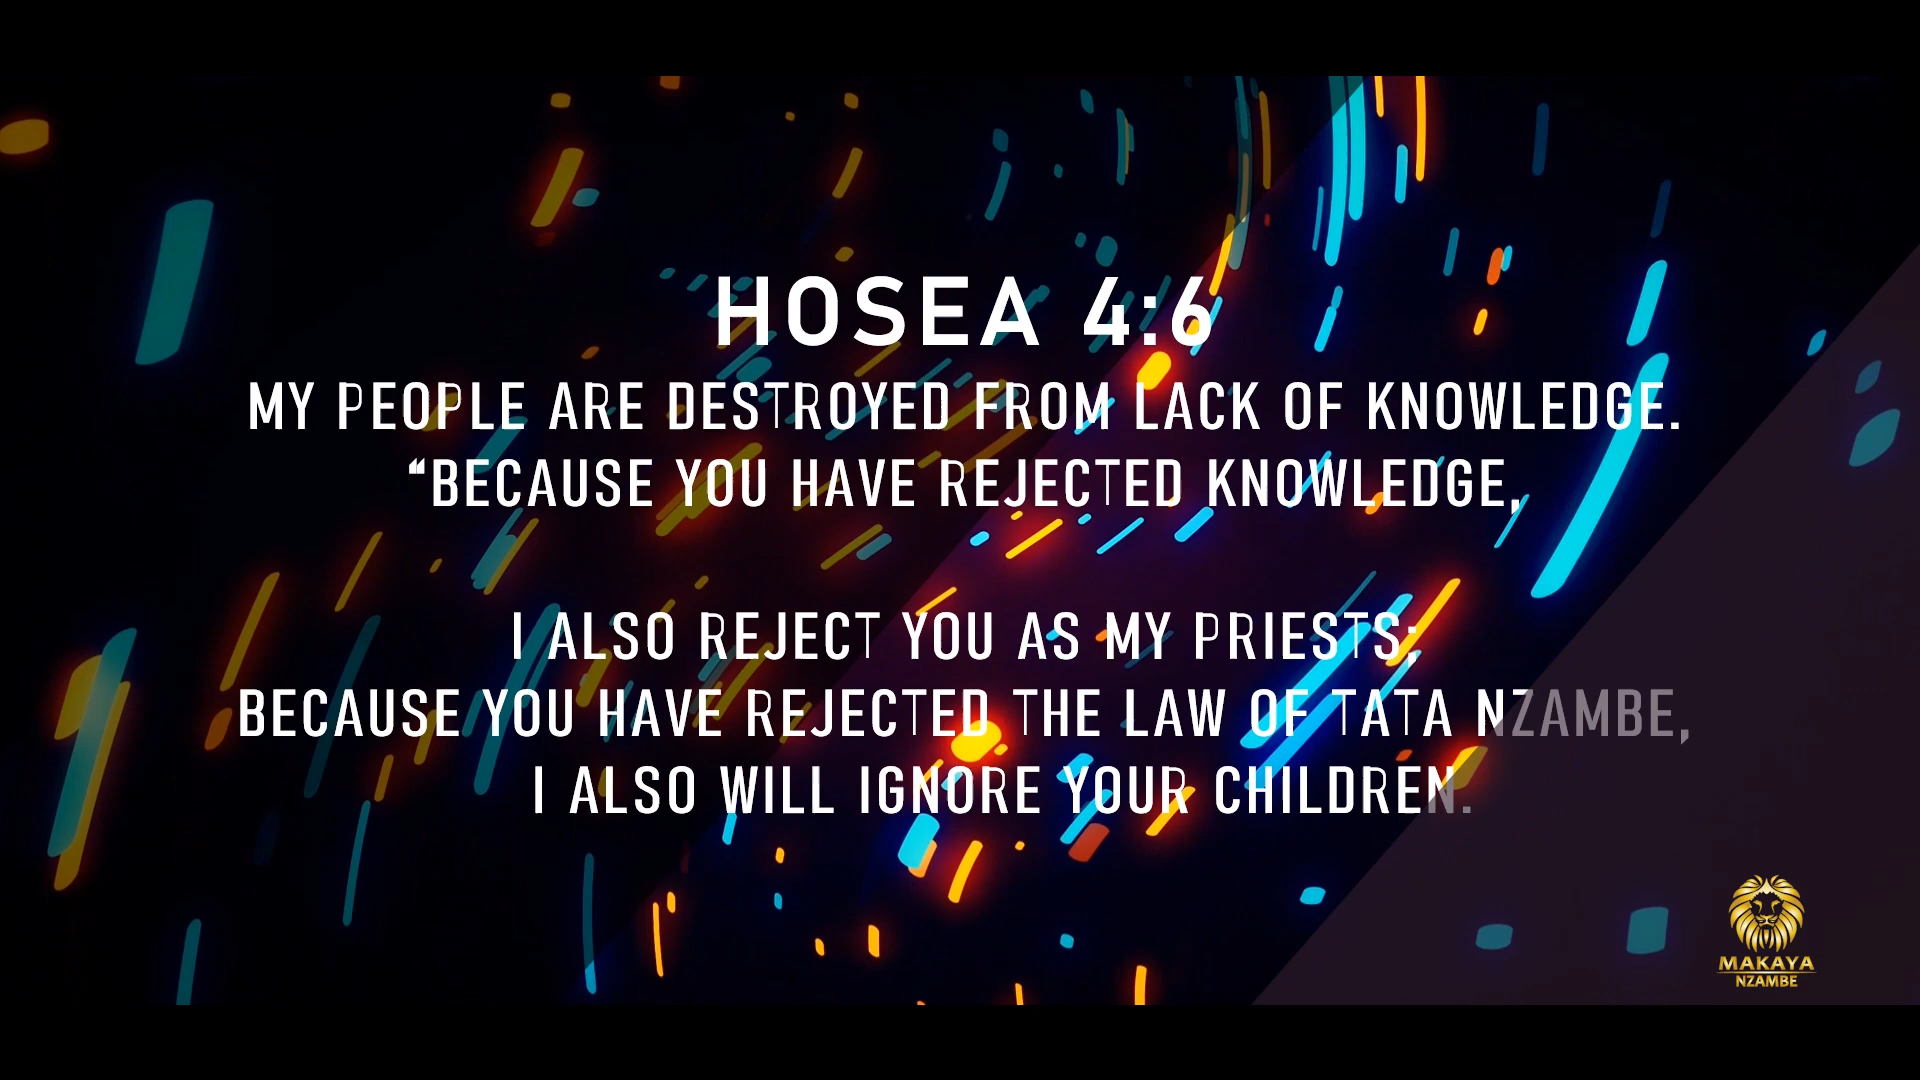 HOSEA 4:6
MY PEOPLE ARE DESTROYED FROM LACK OF KNOWLEDGE.
“BECAUSE YOU HAVE REJECTED KNOWLEDGE,
I ALSO REJECT YOU AS MY PRIESTS;
BECAUSE YOU HAVE REJECTED THE LAW OF TATA NZAMBE,
I ALSO WILL IGNORE YOUR CHILDREN.
MAKAYA
NZAMBE